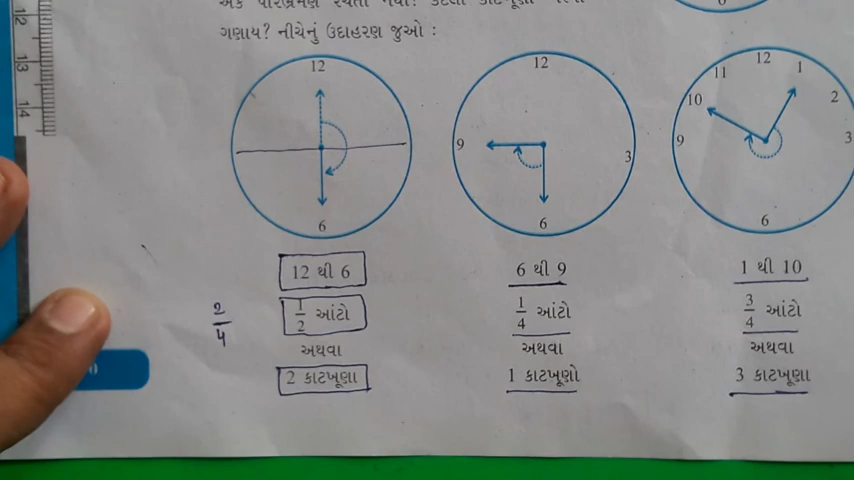 12
13
14
ગણાય? નીચેનું ઉદાહરણ જુઓ :
12
6
12
9
3
6
12
11
1
10
2
9
3
6
12 થી 6
6 થી 9
1 થી 10
2/4
1/2 આંટો
1/4 આંટો
3/4 આંટો
અથવા
અથવા
અથવા
2 કાટખૂણા
1 કાટખૂણો
3 કાટખૂણા